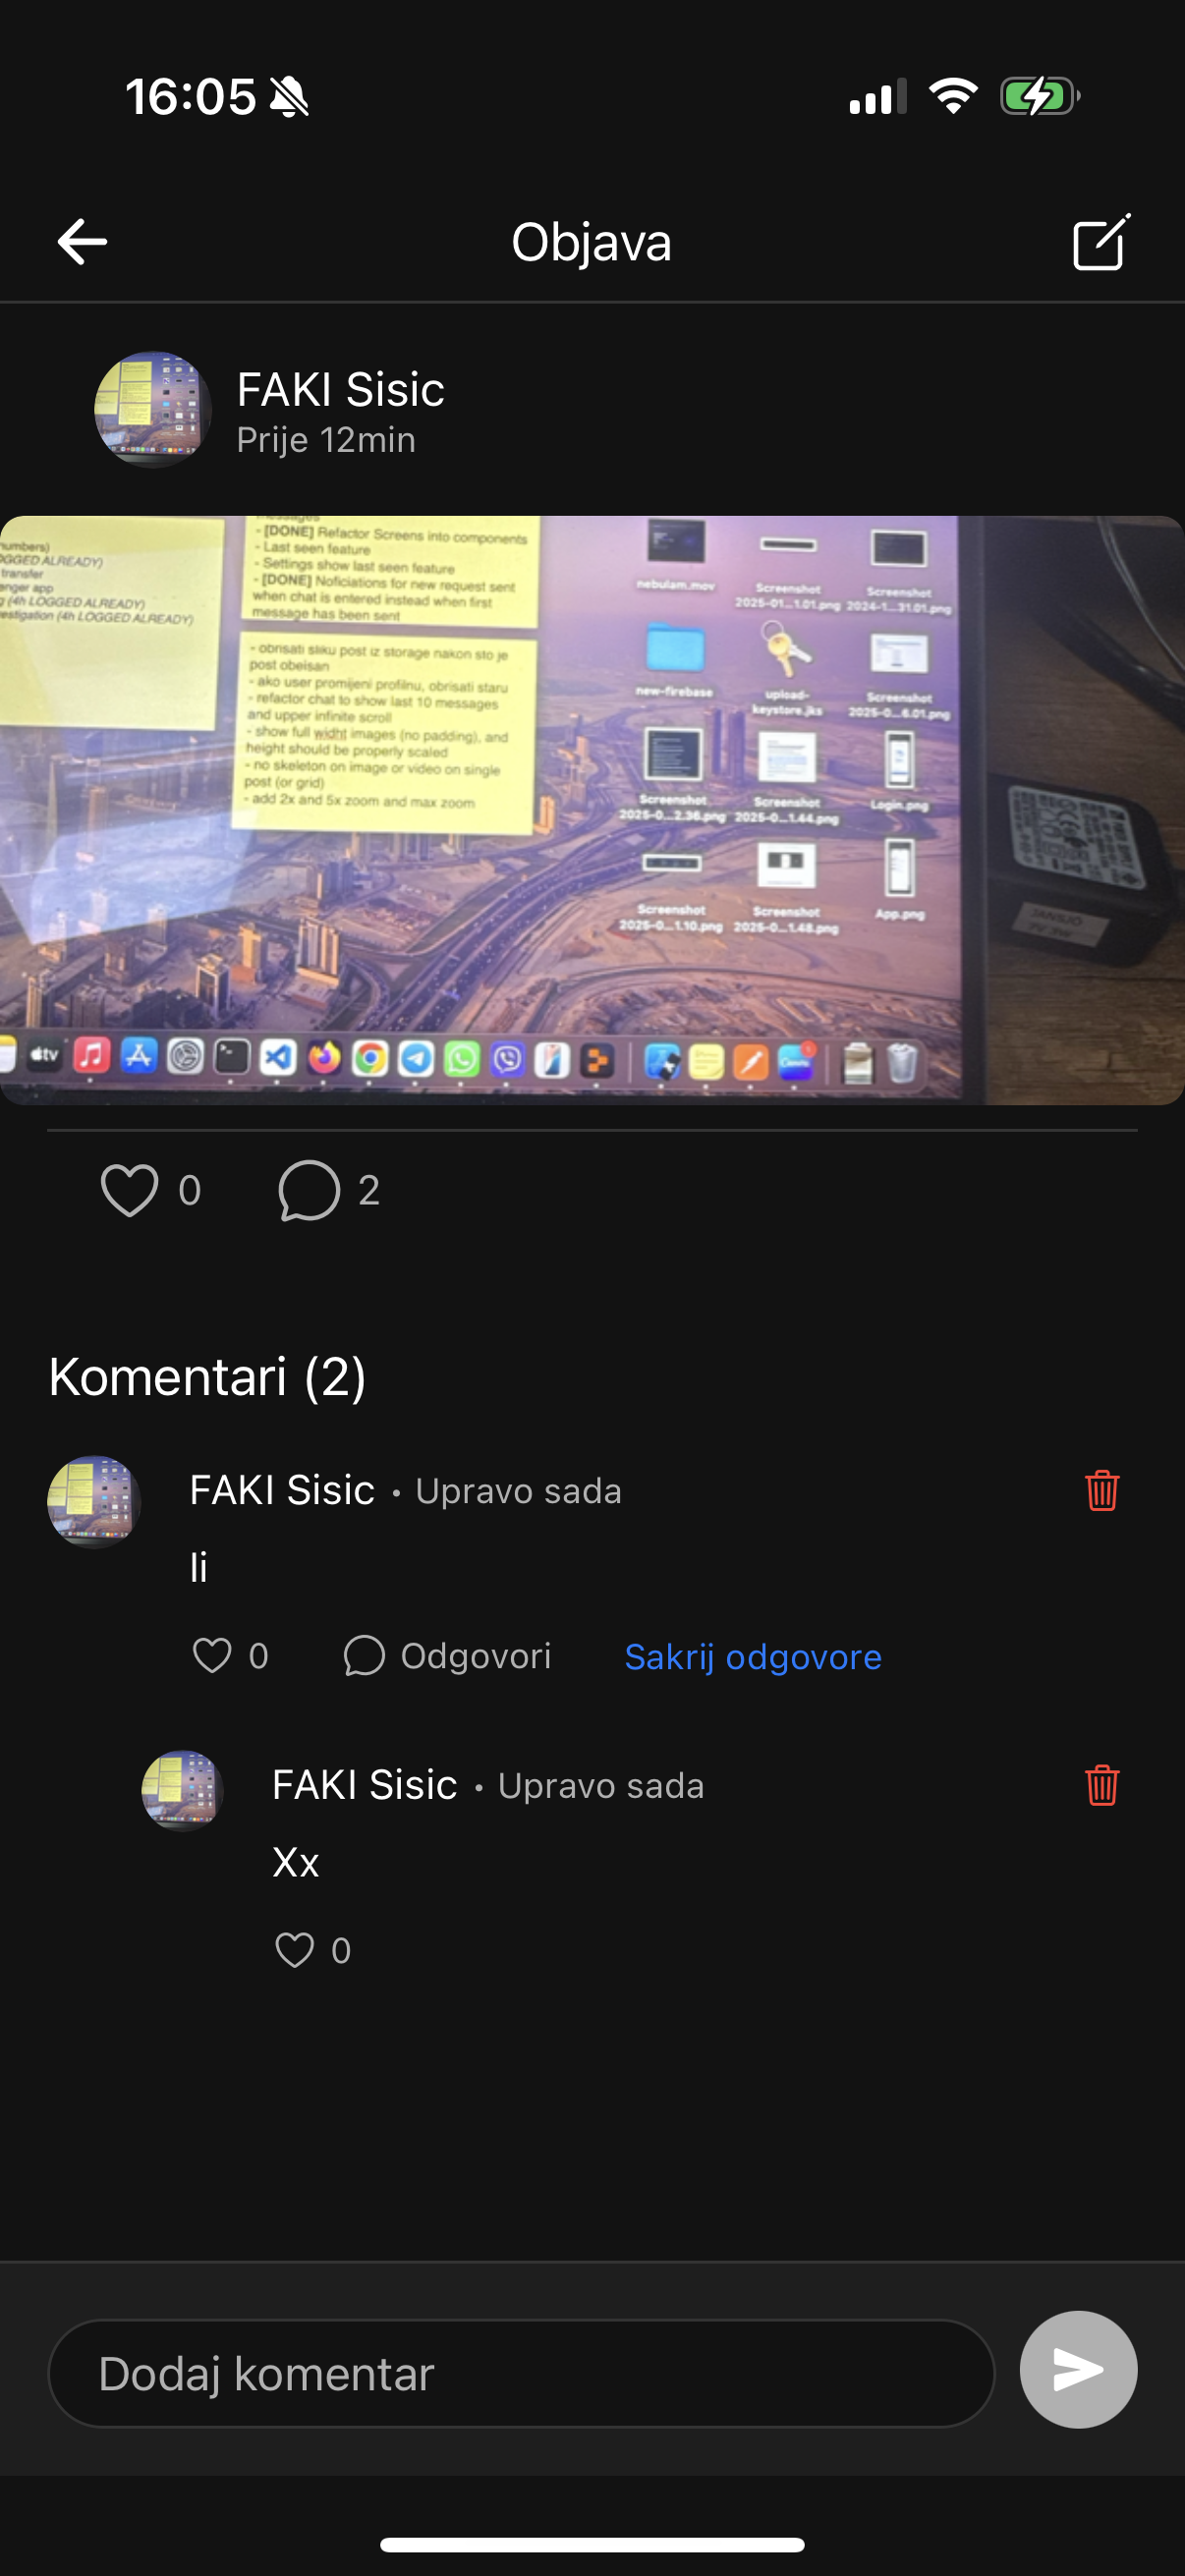 16:05
Objava
FAKI Sisic
Prije 12min
numbers)
OGGED ALREADY)
transfer
enger app
g (4h LOGGED ALREADY)
estigation (4h LOGGED ALREADY)
messages
- [DONE] Refactor Screens into components
- Last seen feature
- Settings show last seen feature
- [DONE] Noficiations for new request sent
when chat is entered instead when first
message has been sent
- obrisati sliku post iz storage nakon sto je
post obeisan
- ako user promijeni profilnu, obrisati staru
- refactor chat to show last 10 messages
and upper infinite scroll
- show full widht images (no padding), and
height should be properly scaled
- no skeleton on image or video on single
post (or grid)
- add 2x and 5x zoom and max zoom
nebulam.mov
Screenshot
2025-01...1.01.png
Screenshot
2024-1...31.01.png
new-firebase
upload-
keystore.jks
Screenshot
2025-0...6.01.png
Screenshot
2025-0...2.36.png
Screenshot
2025-0...1.44.png
Login.png
Screenshot
2025-0...1.10.png
Screenshot
2025-0...1.48.png
App.png
tv
0
2
Komentari (2)
FAKI Sisic • Upravo sada
Ii
0
Odgovori
Sakrij odgovore
FAKI Sisic • Upravo sada
Xx
0
Dodaj komentar